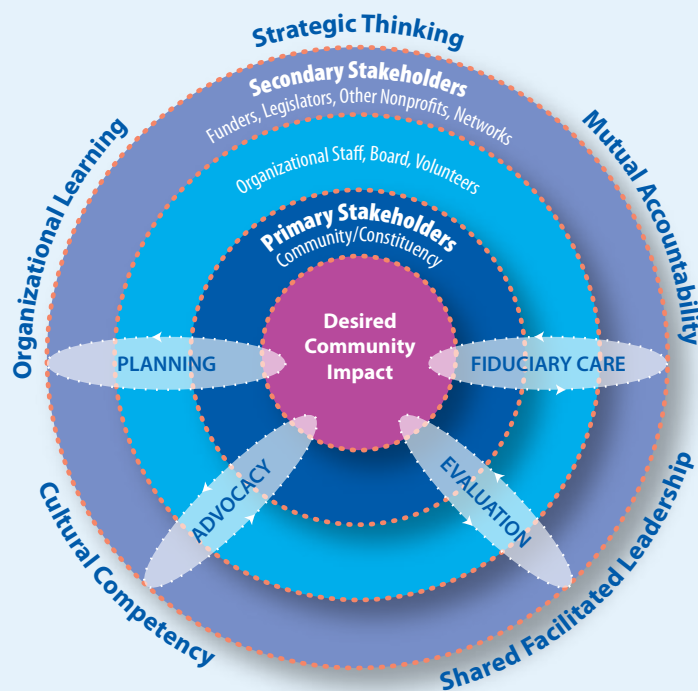 Strategic Thinking
Secondary Stakeholders
Funders, Legislators, Other Nonprofits, Networks
Organizational Staff, Board, Volunteers
Primary Stakeholders
Community/Constituency
Desired
Community
Impact
Organizational Learning
Mutual Accountability
PLANNING
FIDUCIARY CARE
ADVOCACY
EVALUATION
Cultural Competency
Shared Facilitated Leadership